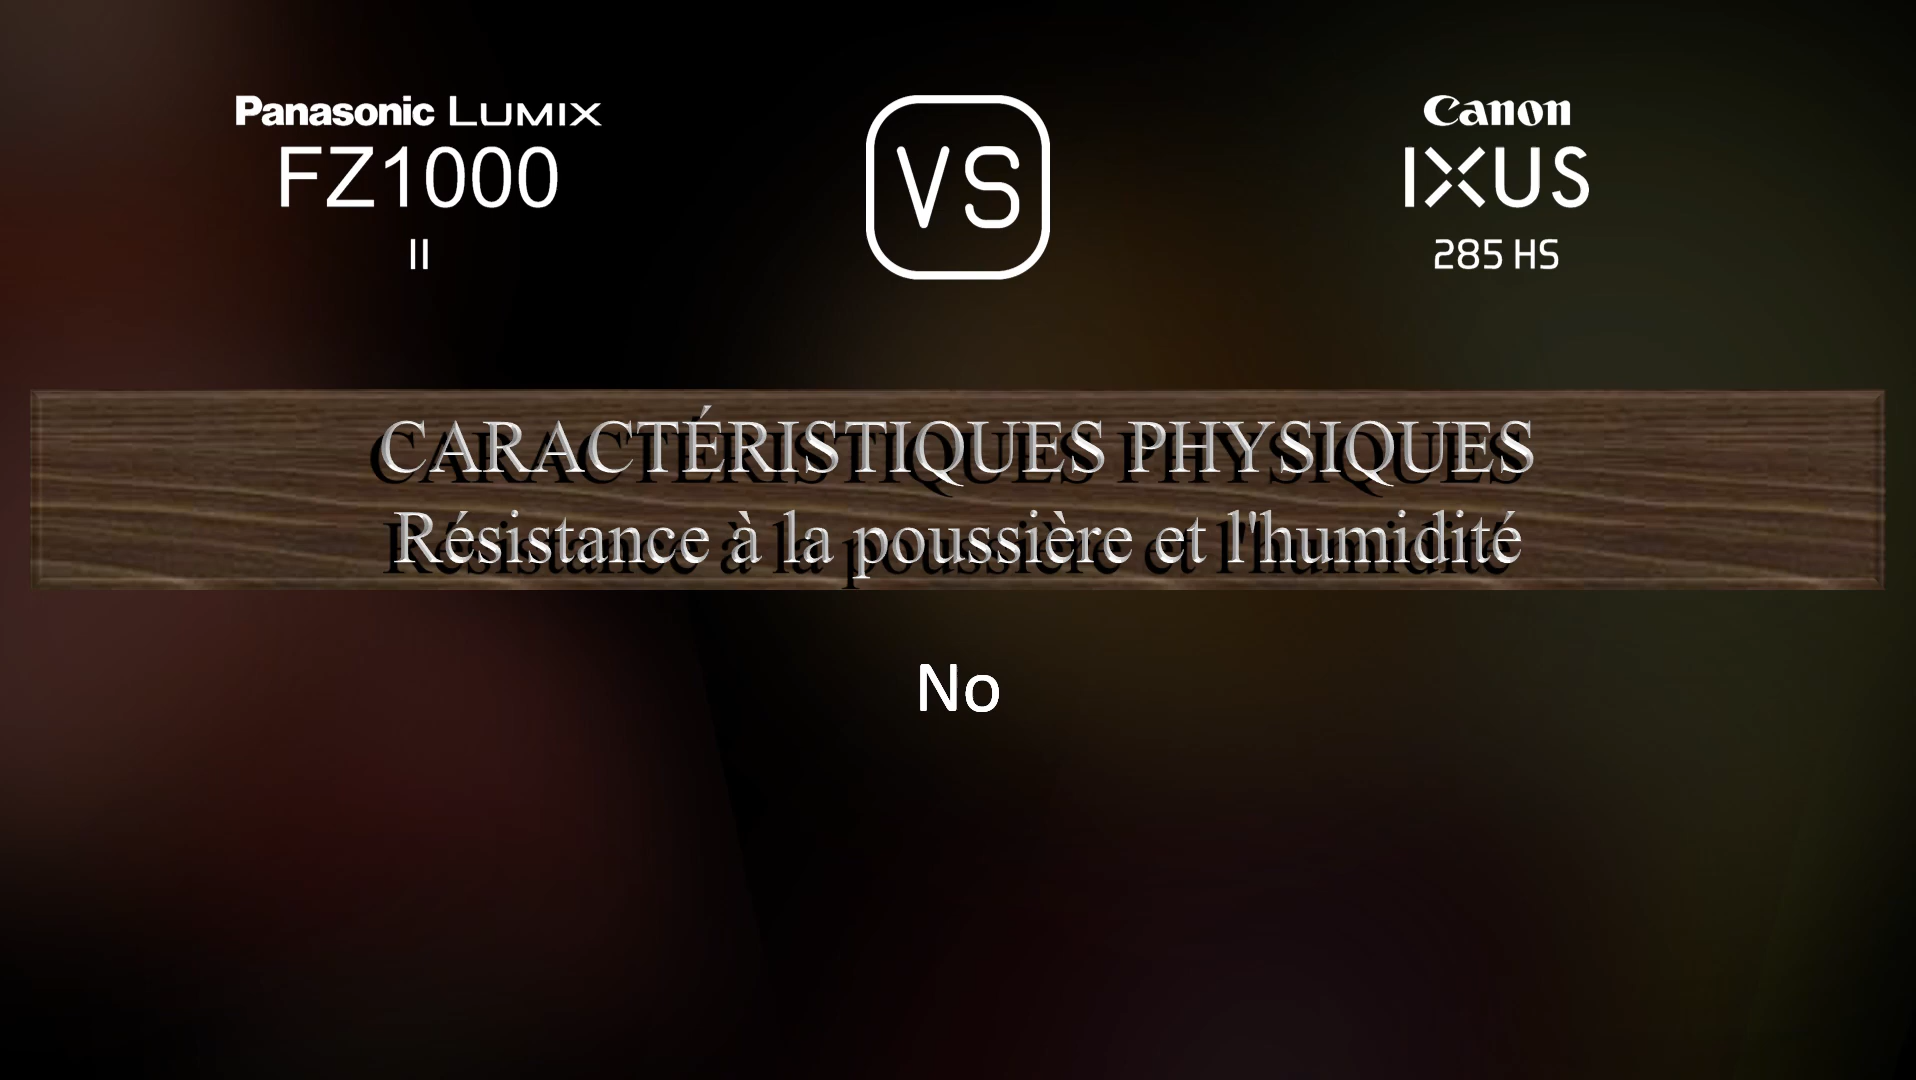 Panasonic LUMIX
FZ1000
II
VS
Canon
IXUS
285 HS
CARACTÉRISTIQUES PHYSIQUES
Résistance à la poussière et l'humidité
No